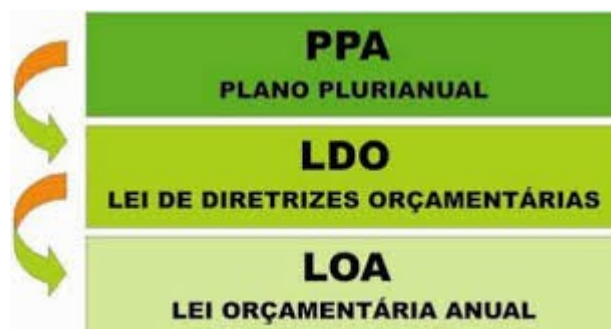 PPA
PLANO PLURIANUAL
LDO
LEI DE DIRETRIZES ORÇAMENTÁRIAS
LOA
LEI ORÇAMENTÁRIA ANUAL